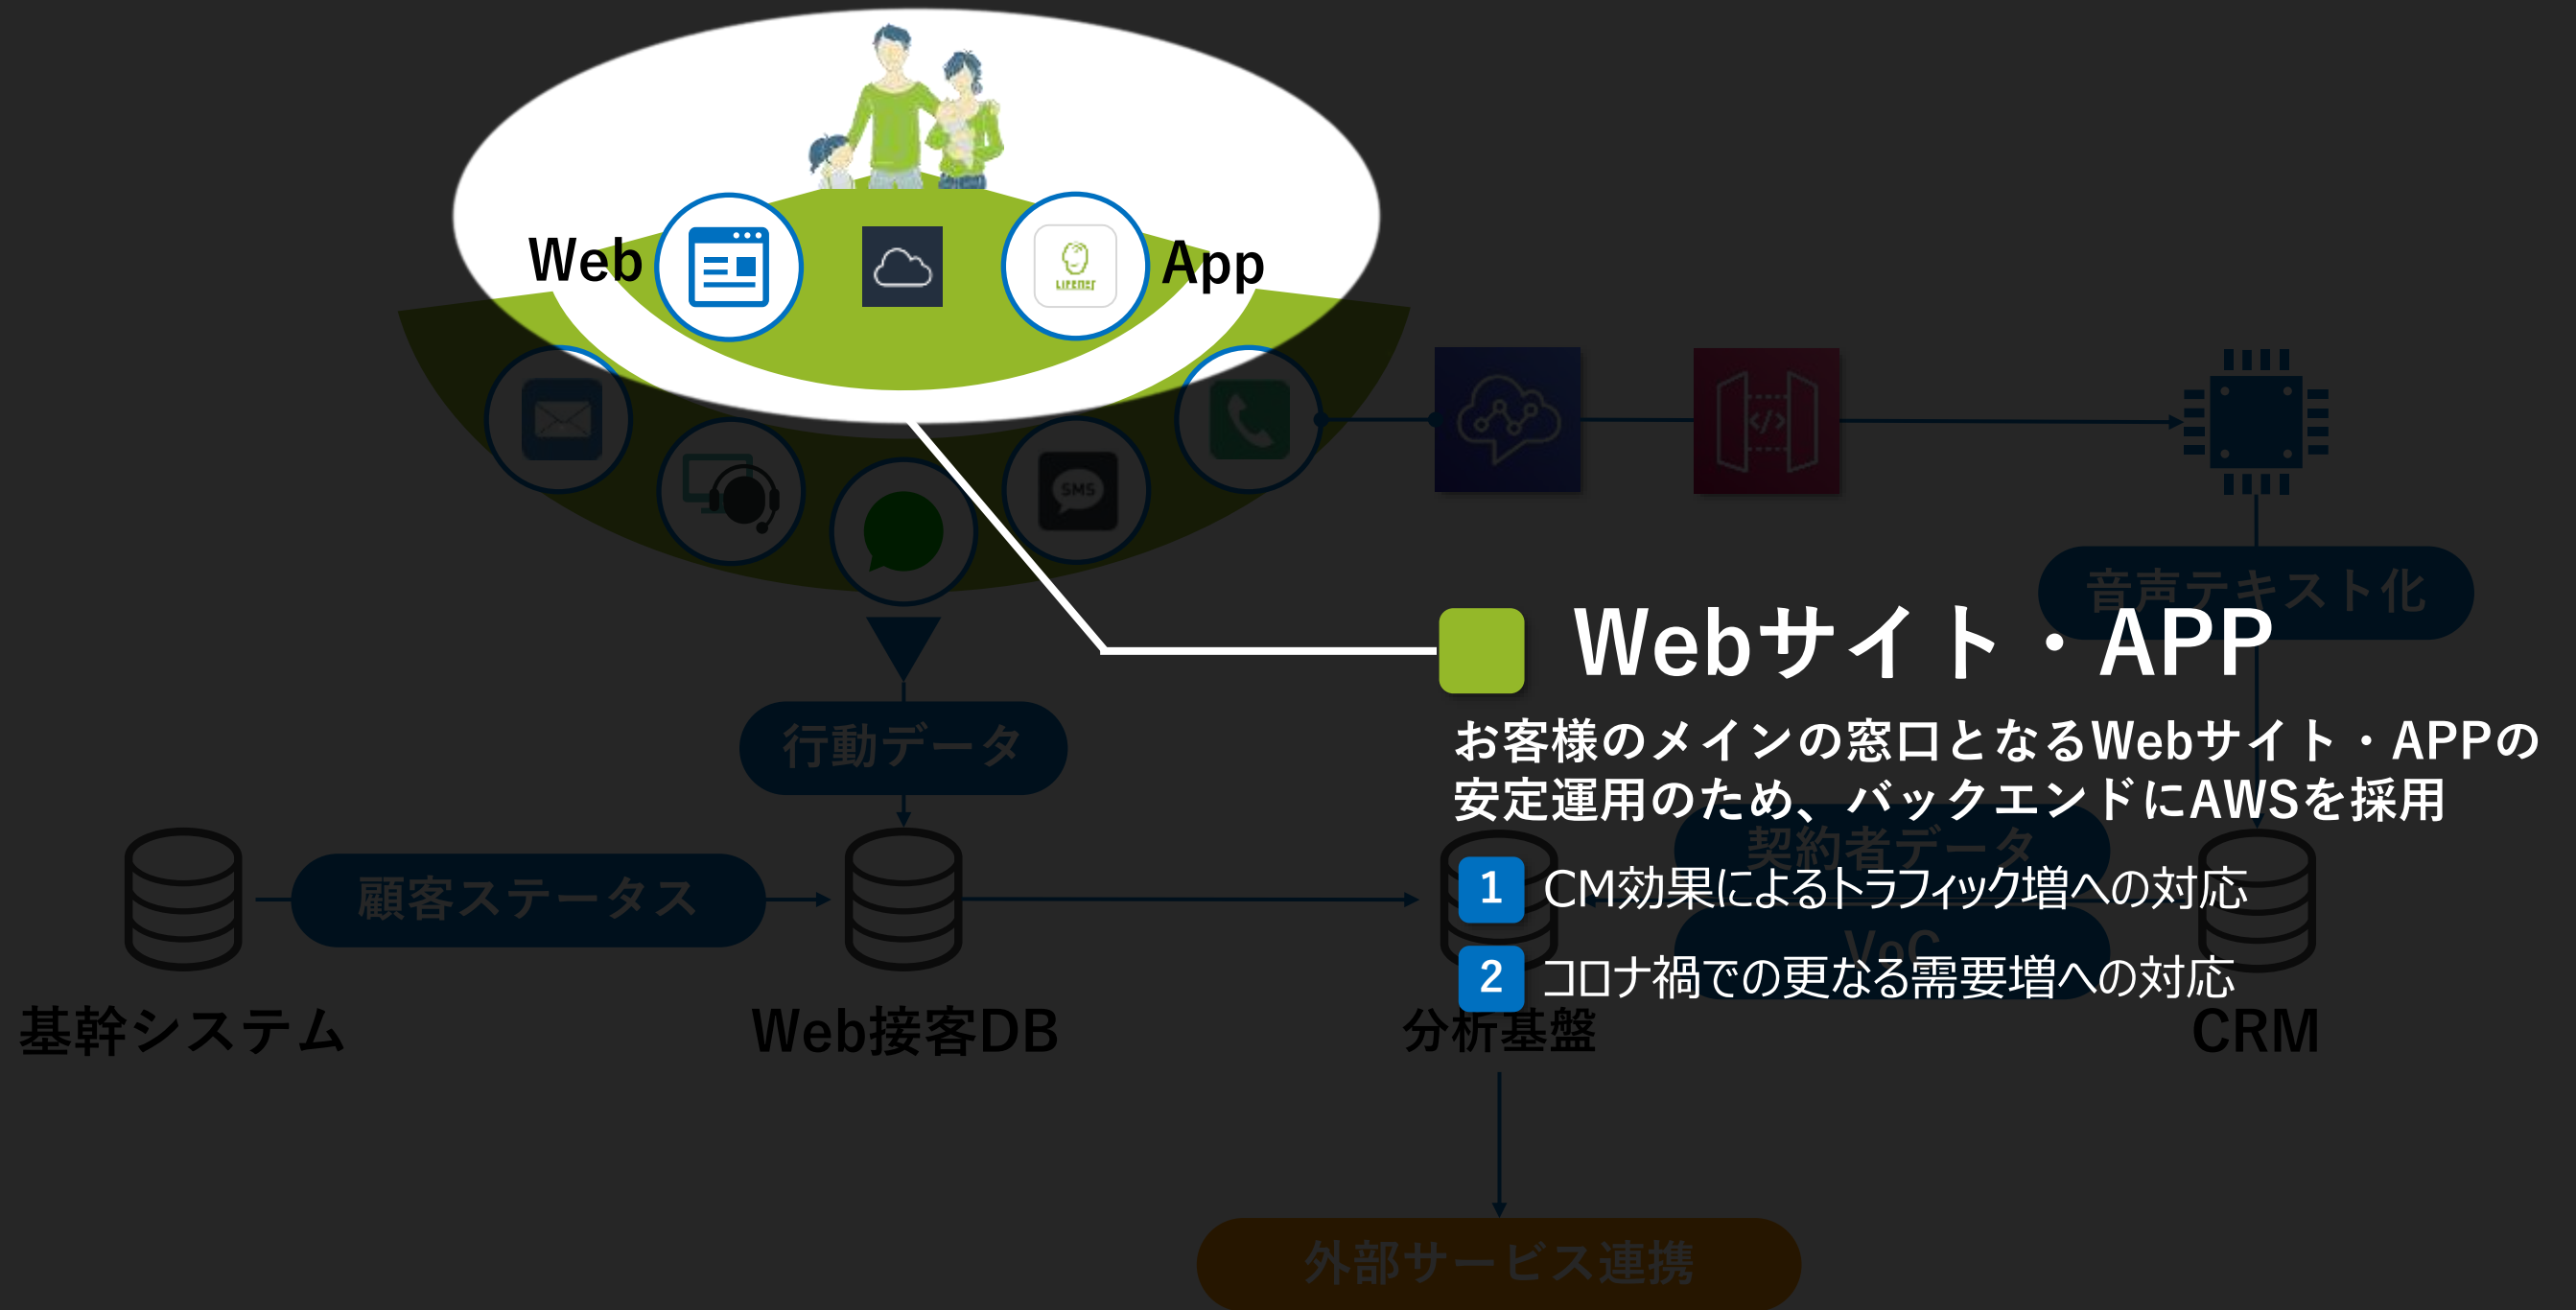 Web
App
LIFENET
SMS
音声テキスト化
Webサイト・APP
行動データ
お客様のメインの窓口となるWebサイト・APPの
安定運用のため、バックエンドにAWSを採用
契約者データ
顧客ステータス
1 CM効果によるトラフィック増への対応
VoC
2 コロナ禍での更なる需要増への対応
基幹システム
Web接客DB
分析基盤
CRM
外部サービス連携